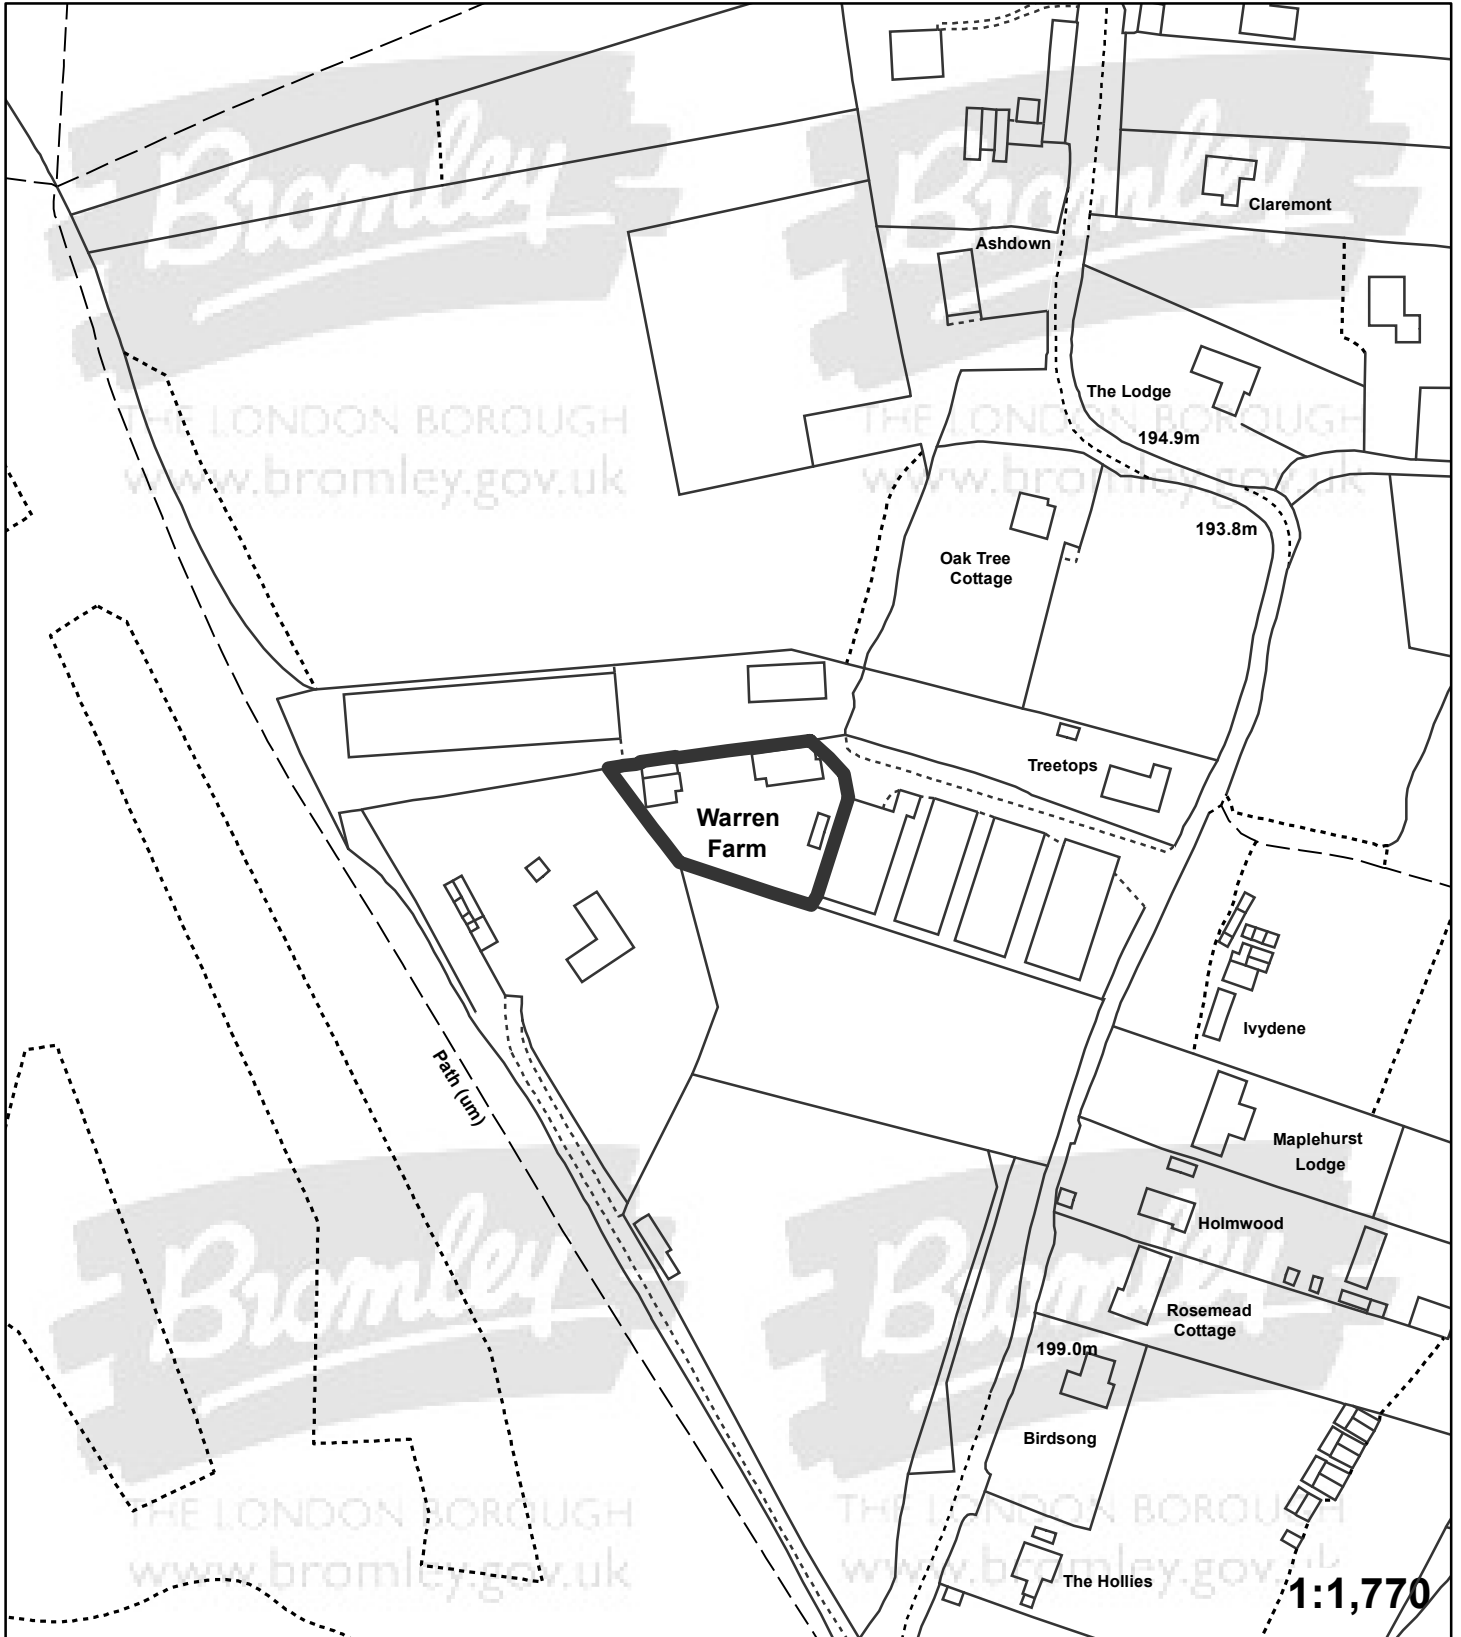 Bromley
THE LONDON BOROUGH
www.bromley.gov.uk
Bromley
THE LONDON BOROUGH
www.bromley.gov.uk
Claremont
Ashdown
The Lodge
194.9m
193.8m
Oak Tree
Cottage
Treetops
Warren
Farm
Ivydene
Path (um)
Maplehurst
Lodge
Holmwood
Rosemead
Cottage
199.0m
Birdsong
The Hollies
Bromley
THE LONDON BOROUGH
www.bromley.gov.uk
Bromley
THE LONDON BOROUGH
www.bromley.gov.uk
1:1,770